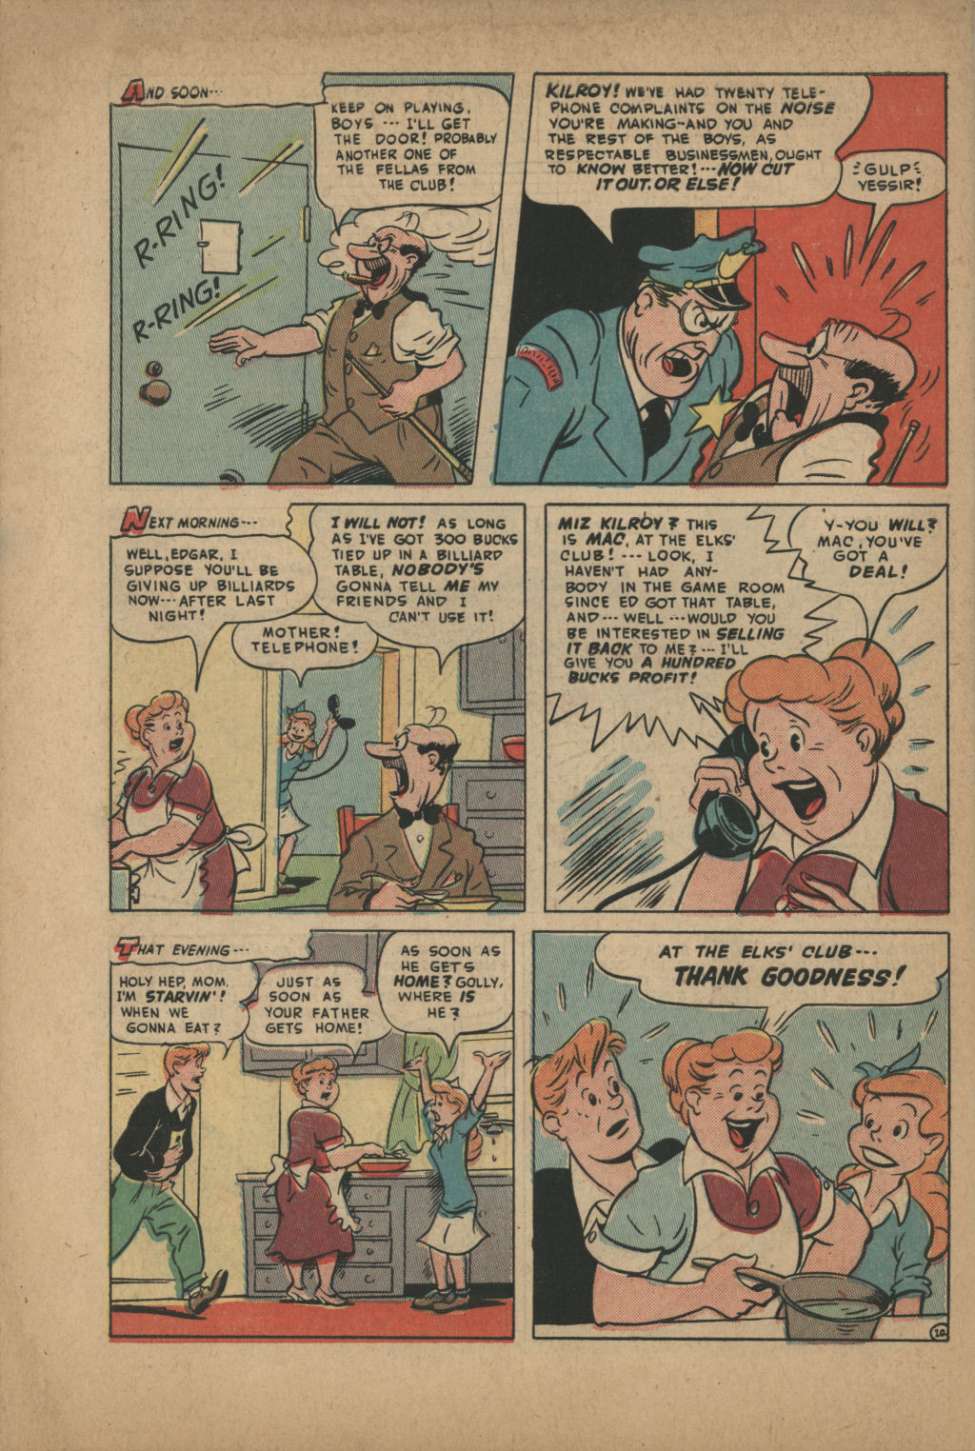 AND SOON---
KEEP ON PLAYING,
BOYS --- I'LL GET
THE DOOR! PROBABLY
ANOTHER ONE OF
THE FELLAS FROM
THE CLUB!
R-RING!
R-RING!
KILROY! WE'VE HAD TWENTY TELE-
PHONE COMPLAINTS ON THE NOISE
YOU'RE MAKING-AND YOU AND
THE REST OF THE BOYS, AS
RESPECTABLE BUSINESSMEN, OUGHT
TO KNOW BETTER!---NOW CUT
IT OUT, OR ELSE!
:GULP:
YESSIR!
NEXT MORNING---
WELL, EDGAR, I
SUPPOSE YOU'LL BE
GIVING UP BILLIARDS
NOW---AFTER LAST
NIGHT!
MOTHER!
TELEPHONE!
I WILL NOT! AS LONG
AS I'VE GOT 300 BUCKS
TIED UP IN A BILLIARD
TABLE, NOBODY'S
GONNA TELL ME MY
FRIENDS AND I
CAN'T USE IT!
MIZ KILROY? THIS
IS MAC, AT THE ELKS'
CLUB! --- LOOK, I
HAVEN'T HAD ANY-
BODY IN THE GAME ROOM
SINCE ED GOT THAT TABLE,
AND---WELL---WOULD YOU
BE INTERESTED IN SELLING
IT BACK TO ME?---I'LL
GIVE YOU A HUNDRED
BUCKS PROFIT!
Y-YOU WILL?
MAC, YOU'VE
GOT A
DEAL!
THAT EVENING---
HOLY HEP, MOM,
I'M STARVIN'!
WHEN WE
GONNA EAT?
JUST AS
SOON AS
YOUR FATHER
GETS HOME!
AS SOON AS
HE GETS
HOME? GOLLY,
WHERE IS
HE?
AT THE ELKS' CLUB---
THANK GOODNESS!